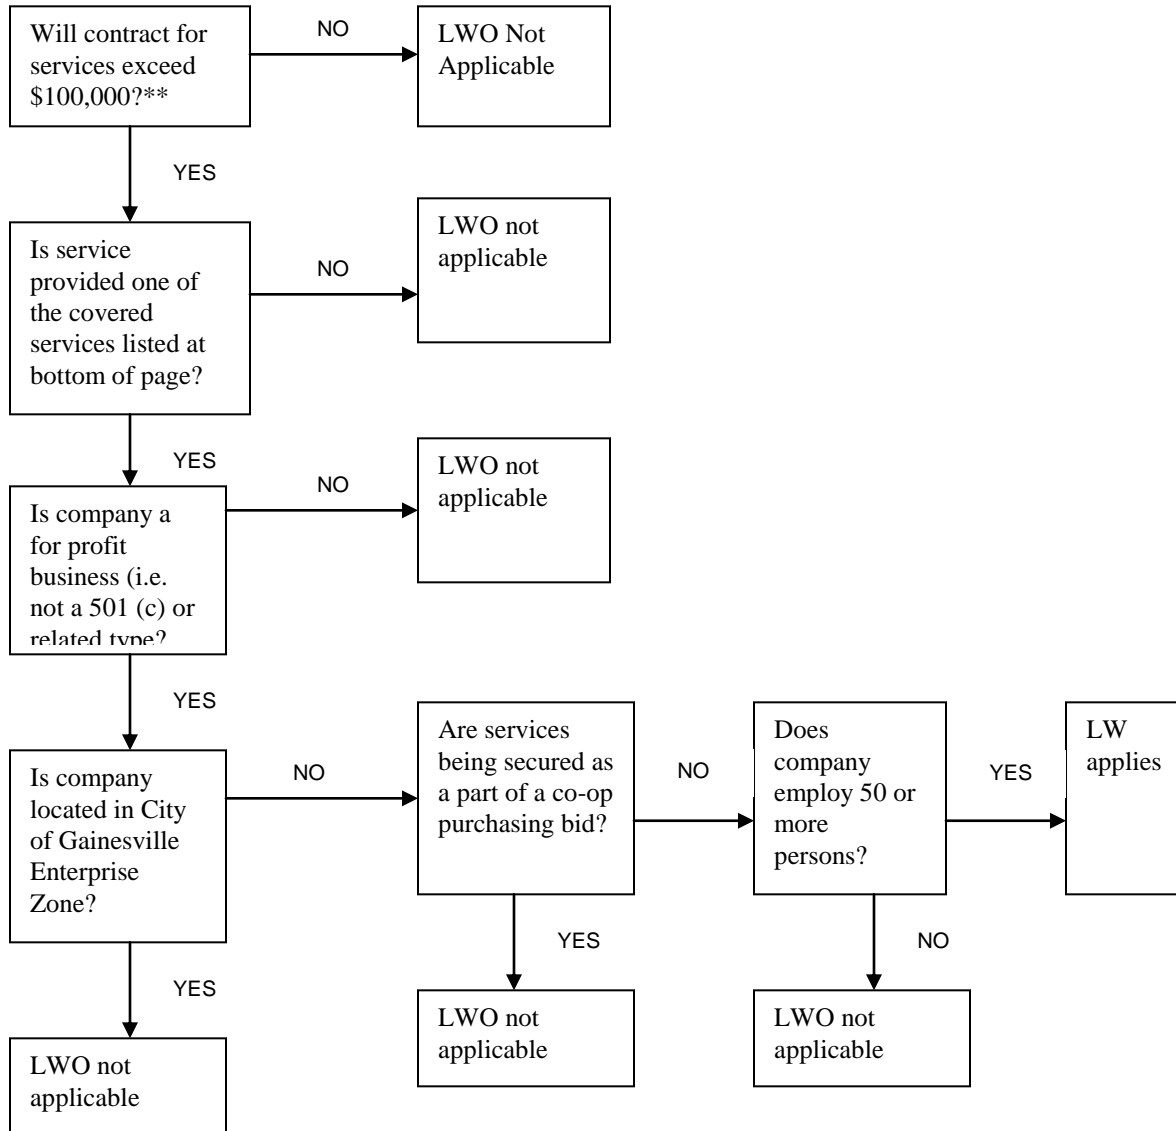 Will contract for
services exceed
$100,000?**
NO
LWO Not
Applicable
YES
Is service
provided one of
the covered
services listed at
bottom of page?
NO
LWO not
applicable
YES
Is company a
for profit
business (i.e.
not a 501 (c) or
related type?
NO
LWO not
applicable
YES
Is company
located in City
of Gainesville
Enterprise
Zone?
NO
Are services
being secured as
a part of a co-op
purchasing bid?
NO
Does
company
employ 50 or
more
persons?
YES
LW
applies
YES
LWO not
applicable
YES
LWO not
applicable
NO
LWO not
applicable